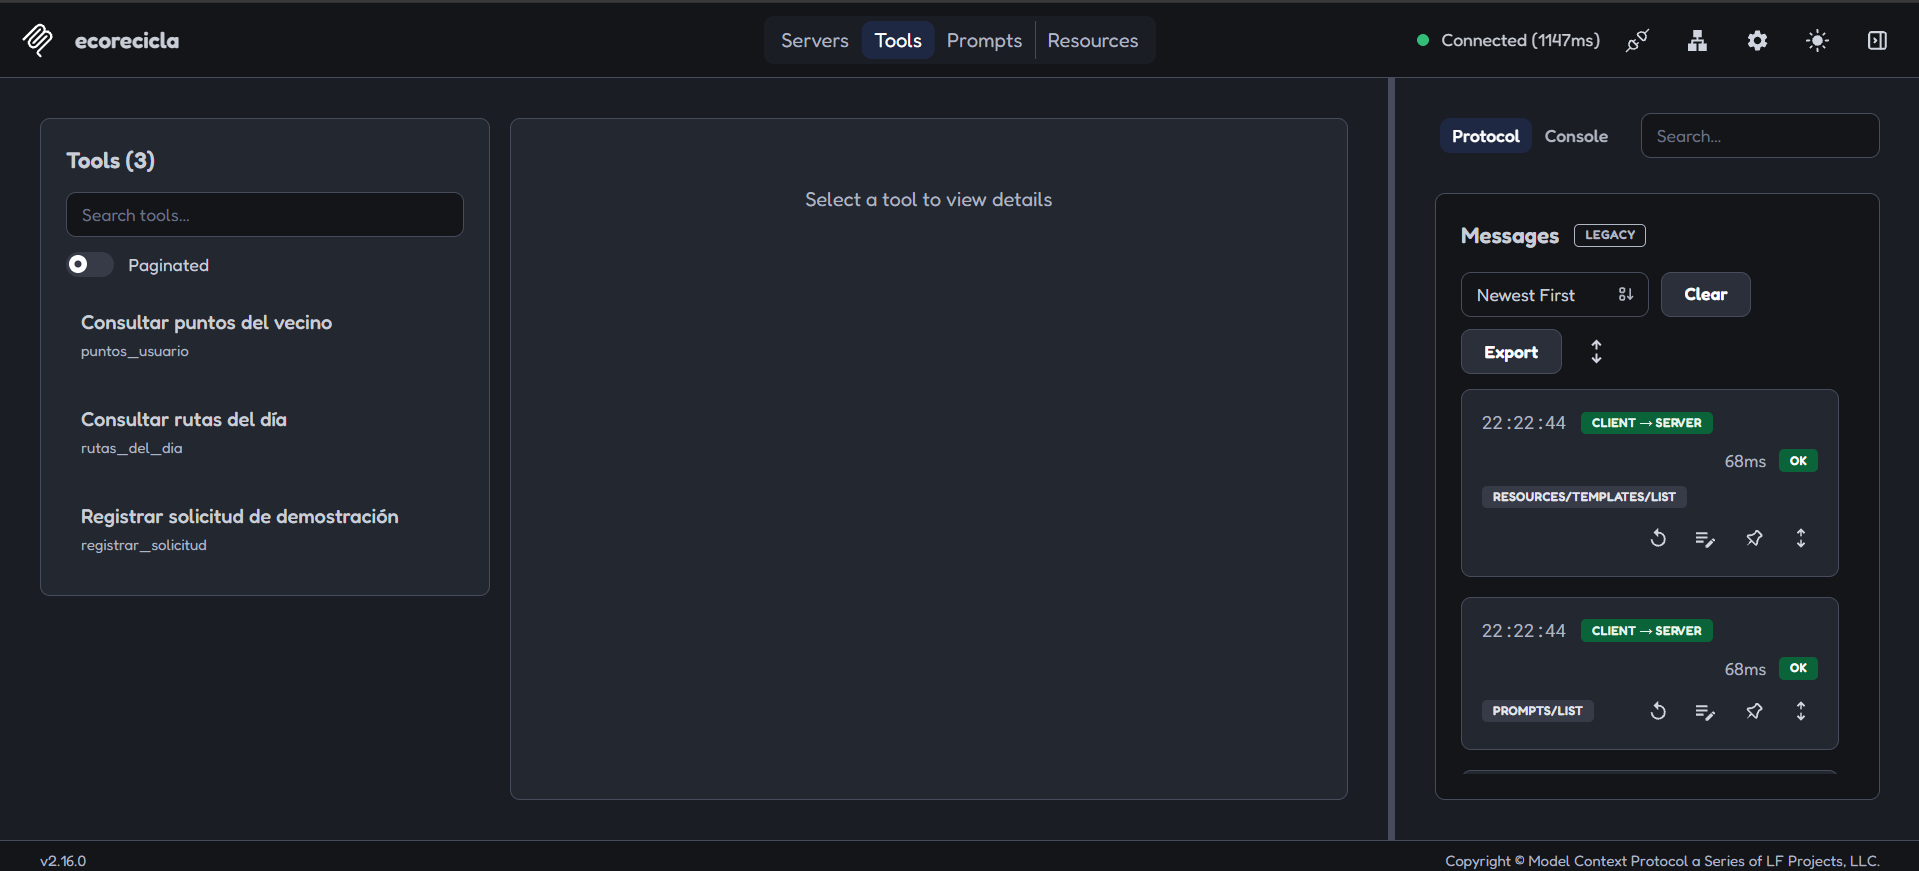 ecorecicla
Servers Tools Prompts Resources
Connected (1147ms)
Tools (3)
Search tools...
Paginated
Consultar puntos del vecino
puntos_usuario
Consultar rutas del día
rutas_del_dia
Registrar solicitud de demostración
registrar_solicitud
Select a tool to view details
Protocol Console Search...
Messages LEGACY
Newest First Clear
Export
22:22:44 CLIENT → SERVER
68ms OK
RESOURCES/TEMPLATES/LIST
22:22:44 CLIENT → SERVER
68ms OK
PROMPTS/LIST
v2.16.0
Copyright © Model Context Protocol a Series of LF Projects, LLC.